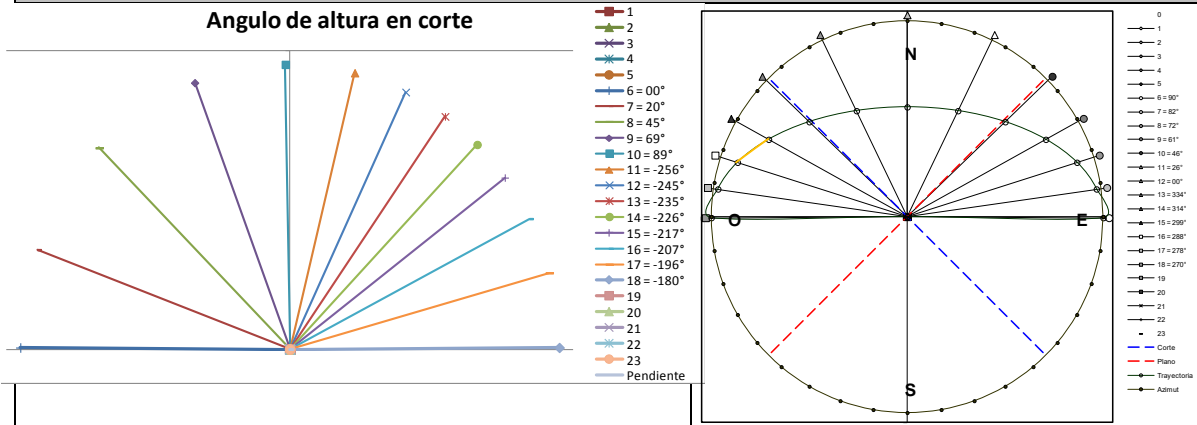 Angulo de altura en corte
1
2
3
4
5
6 = 00°
7 = 20°
8 = 45°
9 = 69°
10 = 89°
11 = -256°
12 = -245°
13 = -235°
14 = -226°
15 = -217°
16 = -207°
17 = -196°
18 = -180°
19
20
21
22
23
Pendiente
N
O
E
S
0
1
2
3
4
5
6 = 90°
7 = 82°
8 = 72°
9 = 61°
10 = 46°
11 = 26°
12 = 00°
13 = 334°
14 = 314°
15 = 299°
16 = 288°
17 = 278°
18 = 270°
19
20
21
22
23
Corte
Plano
Trayectoria
Azimut